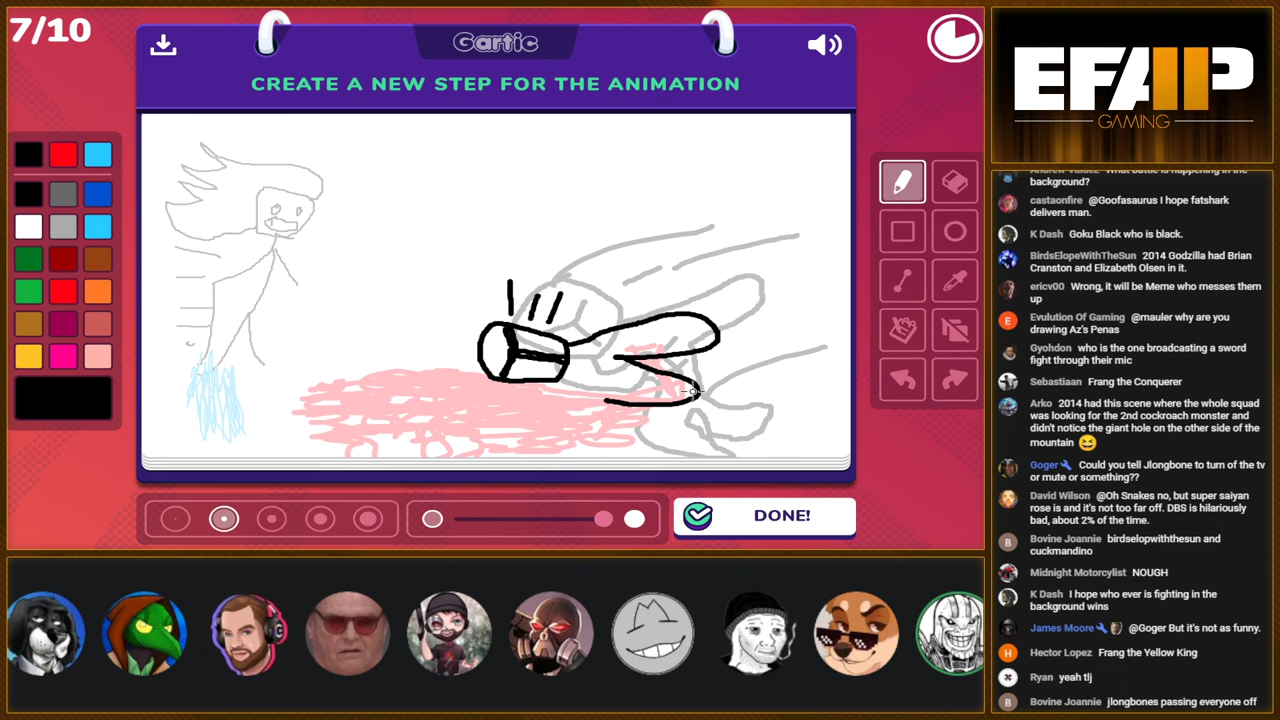 7/10
Gartic
CREATE A NEW STEP FOR THE ANIMATION
DONE!
EFAP
GAMING
Andrew Valdez What battle is happening in the
background?
castaonfire @Goofasaurus I hope fatshark
delivers man.
K Dash Goku Black who is black.
BirdsElopeWithTheSun 2014 Godzilla had Brian
Cranston and Elizabeth Olsen in it.
ericv00 Wrong, it will be Meme who messes them
up
E
Evulution Of Gaming @mauler why are you
drawing Az's Penas
Gyohdon who is the one broadcasting a sword
fight through their mic
Sebastiaan Frang the Conquerer
Arko 2014 had this scene where the whole squad
was looking for the 2nd cockroach monster and
didn't notice the giant hole on the other side of the
mountain 😆
Goger Could you tell Jlongbone to turn of the tv
or mute or something??
David Wilson @Oh Snakes no, but super saiyan
rose is and it's not too far off. DBS is hilariously
bad, about 2% of the time.
B
Bovine Joannie birdselopwiththesun and
cuckmandino
Midnight Motorcylist NOUGH
K Dash I hope who ever is fighting in the
background wins
James Moore @Goger But it's not as funny.
H
Hector Lopez Frang the Yellow King
Ryan yeah tlj
B
Bovine Joannie jlongbones passing everyone off